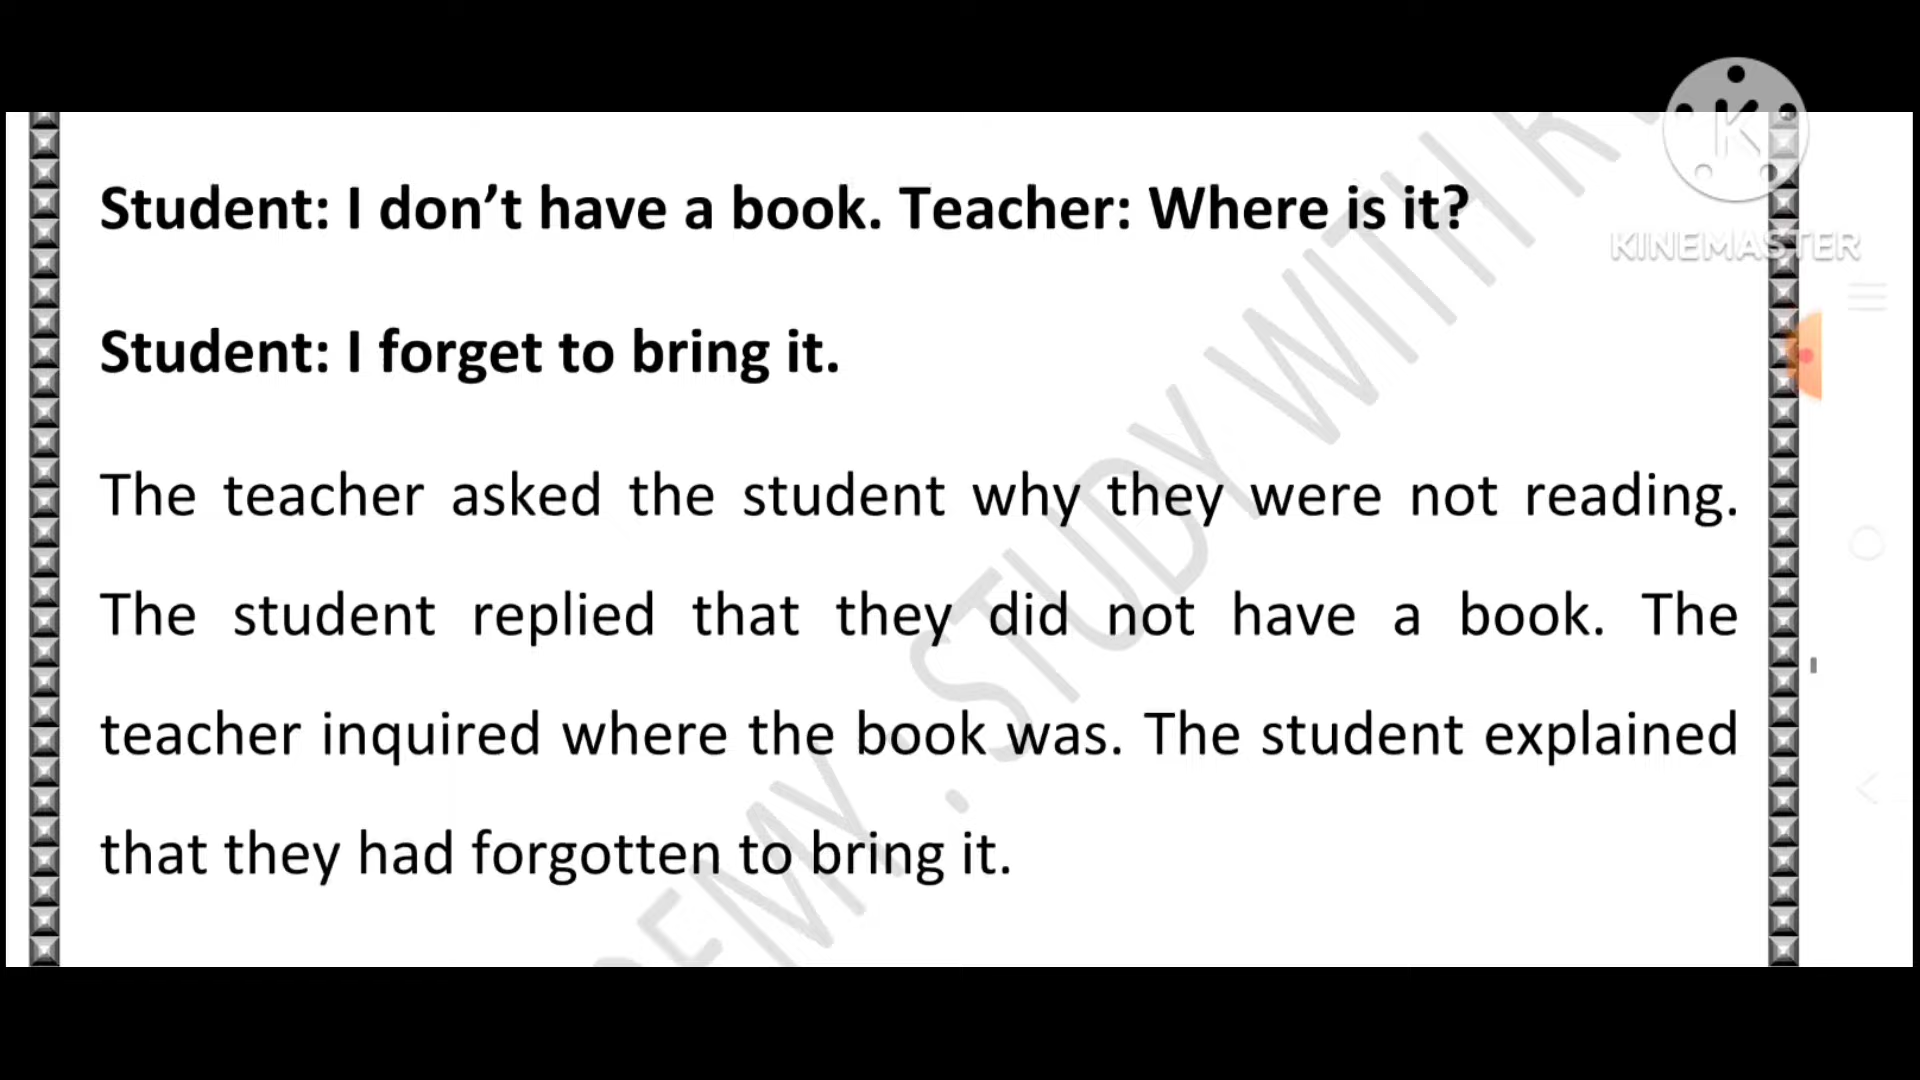 Student: I don’t have a book. Teacher: Where is it?
KINEMASTER
Student: I forget to bring it.
The teacher asked the student why they were not reading.
The student replied that they did not have a book. The
teacher inquired where the book was. The student explained
that they had forgotten to bring it.
STUDY WITH